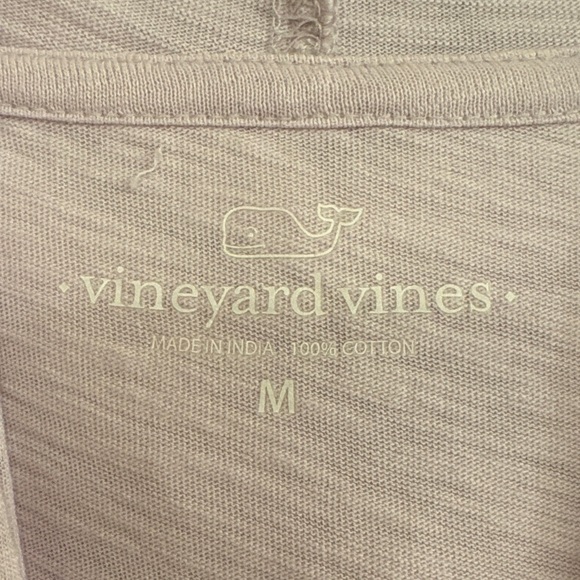 • vineyard vines •
MADE IN INDIA 100% COTTON
M